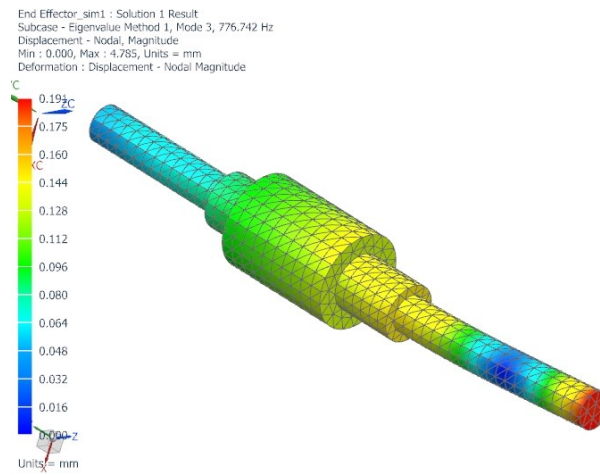 End Effector_sim1 : Solution 1 Result
Subcase - Eigenvalue Method 1, Mode 3, 776.742 Hz
Displacement - Nodal, Magnitude
Min : 0.000, Max : 4.785, Units = mm
Deformation : Displacement - Nodal Magnitude
YC
ZC
XC
0.191
0.175
0.160
0.144
0.128
0.112
0.096
0.080
0.064
0.048
0.032
0.016
0.000
Z
X
Units = mm